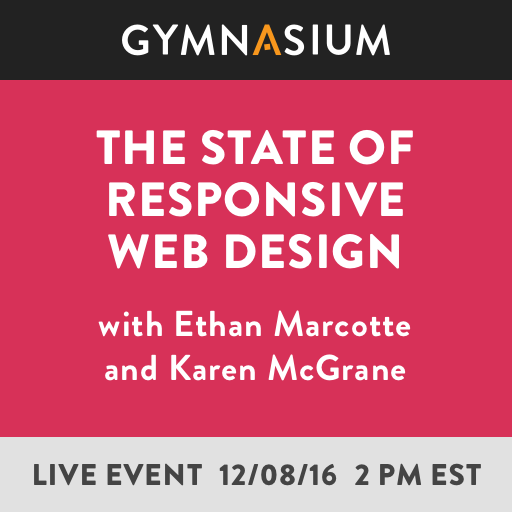 GYMNASIUM
THE STATE OF
RESPONSIVE
WEB DESIGN
with Ethan Marcotte
and Karen McGrane
LIVE EVENT 12/08/16 2 PM EST